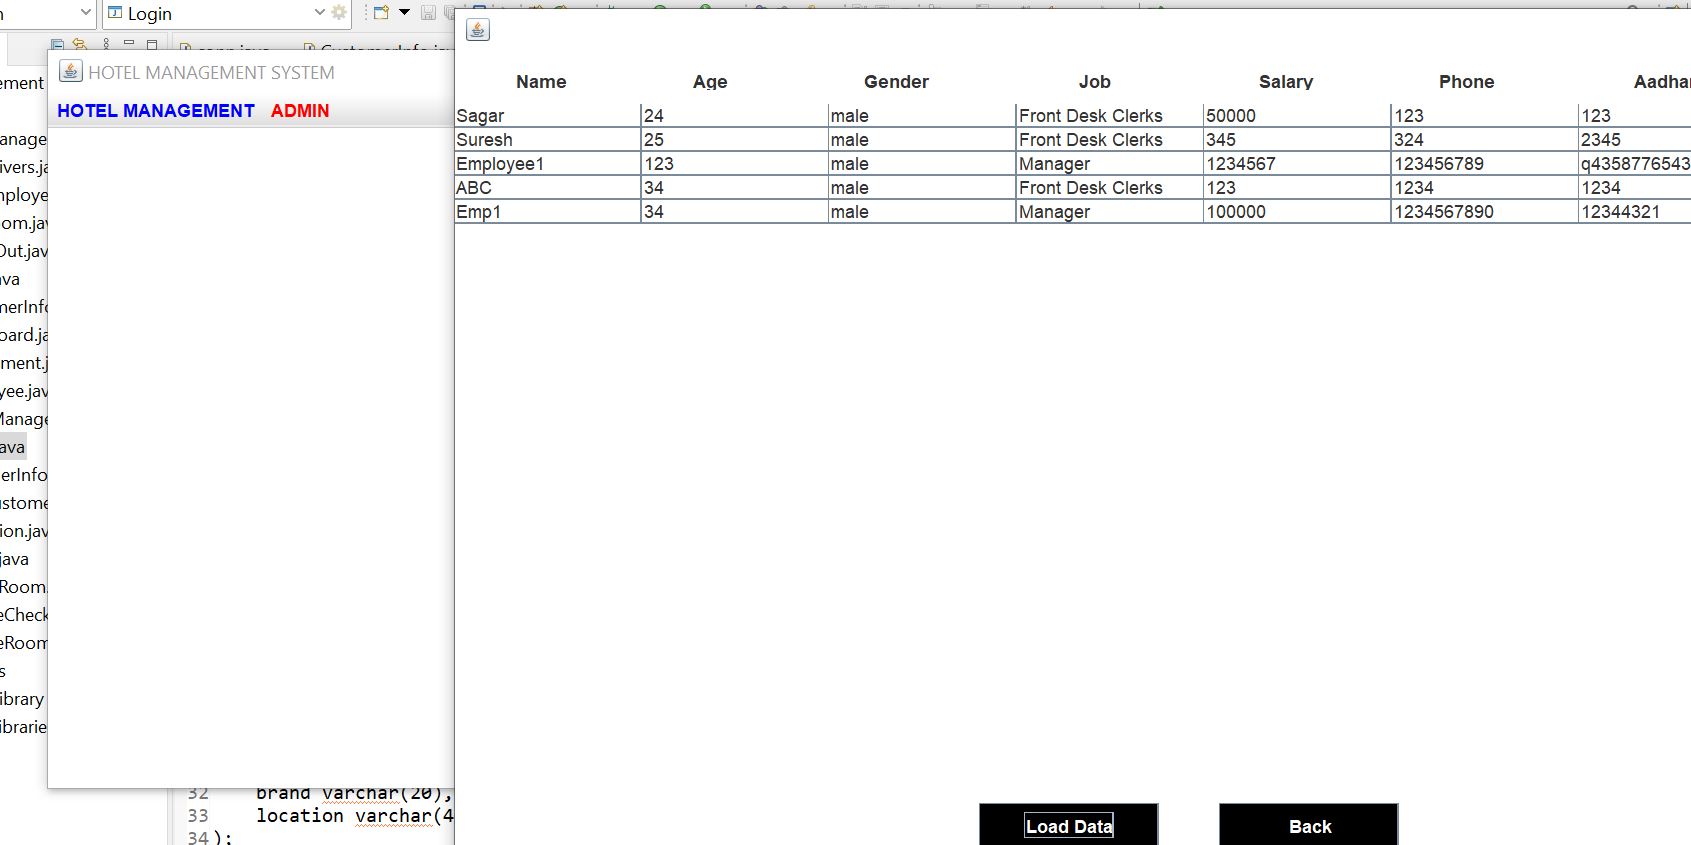 Login
HOTEL MANAGEMENT SYSTEM
HOTEL MANAGEMENT ADMIN
Name Age Gender Job Salary Phone Aadhar
Sagar 24 male Front Desk Clerks 50000 123 123
Suresh 25 male Front Desk Clerks 345 324 2345
Employee1 123 male Manager 1234567 123456789 q4358776543
ABC 34 male Front Desk Clerks 123 1234 1234
Emp1 34 male Manager 100000 1234567890 12344321
ement
anage
ivers.ja
mploye
om.jav
Out.jav
ava
merInfo
oard.ja
ment.j
yee.jav
Manage
ava
erInfo
ustome
ion.jav
java
Room.
eCheck
eRoom
s
ibrary
ibrarie
32 brand varchar(20),
33 location varchar(4
34 );
Load Data Back